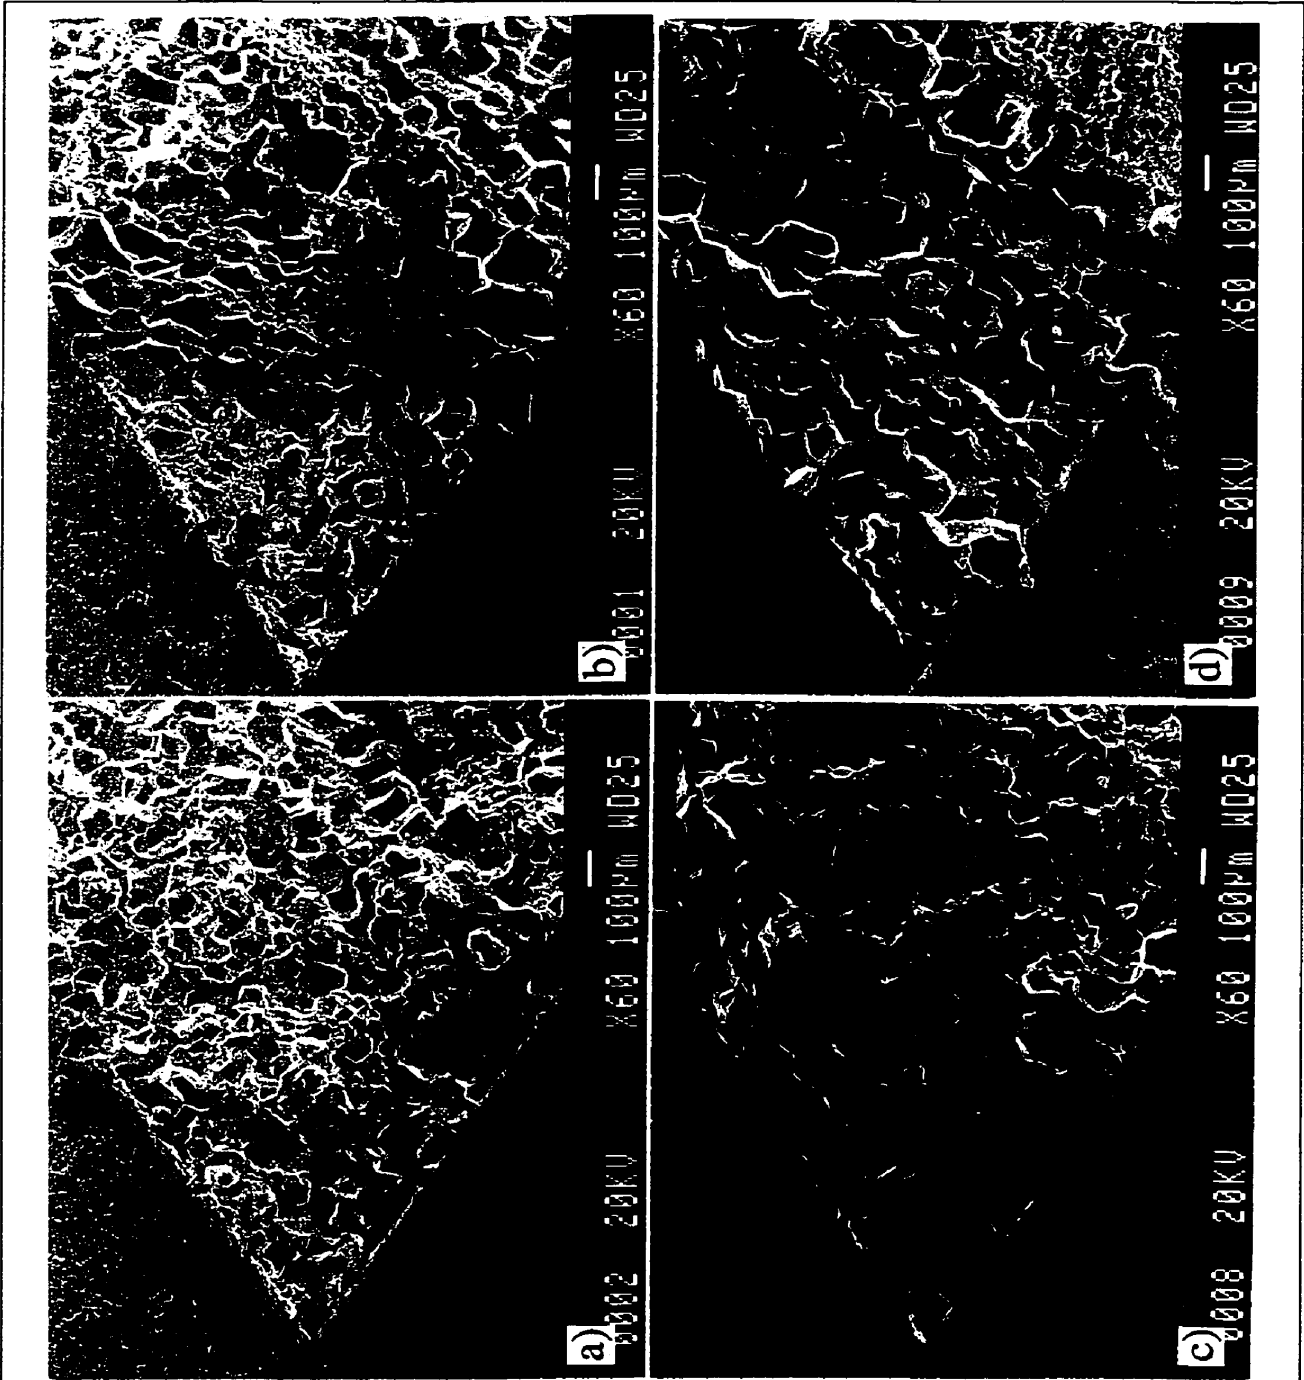 a)
0002 20KV X60 100µm WD25
b)
0001 20KV X60 100µm WD25
c)
0008 20KV X60 100µm WD25
d)
0009 20KV X60 100µm WD25